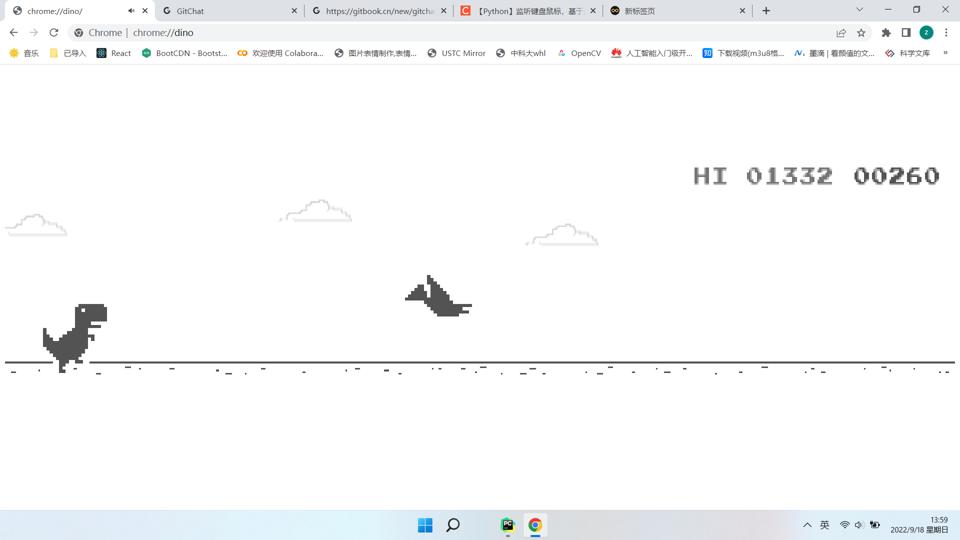 chrome://dino/
GitChat
https://gitbook.cn/new/gitcha
【Python】监听键盘鼠标，基于
新标签页
Chrome | chrome://dino
z
音乐
已导入
React
BootCDN - Bootst...
欢迎使用 Colabora...
图片表情制作,表情...
USTC Mirror
中科大whl
OpenCV
人工智能入门级开...
下载视频(m3u8格...
墨滴 | 看颜值的文...
科学文库
»
HI 01332 00260
PC
英
13:59
2022/9/18 星期日